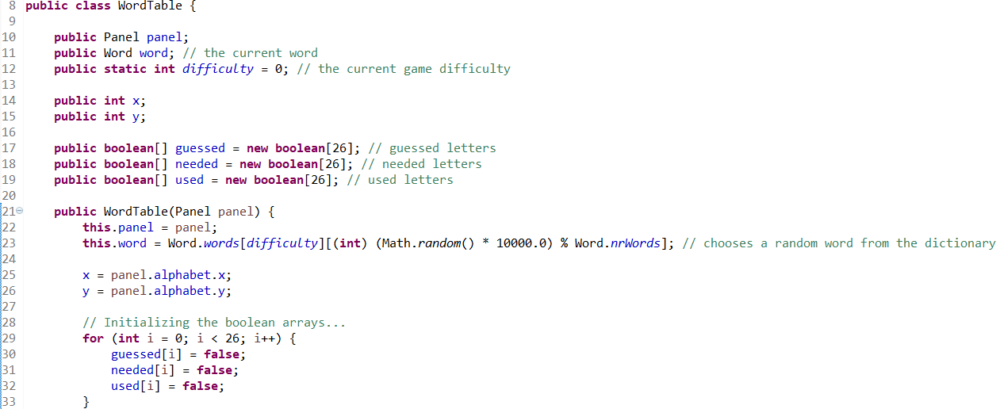 8 public class WordTable {
9
10 public Panel panel;
11 public Word word; // the current word
12 public static int difficulty = 0; // the current game difficulty
13
14 public int x;
15 public int y;
16
17 public boolean[] guessed = new boolean[26]; // guessed letters
18 public boolean[] needed = new boolean[26]; // needed letters
19 public boolean[] used = new boolean[26]; // used letters
20
21 public WordTable(Panel panel) {
22 this.panel = panel;
23 this.word = Word.words[difficulty][(int) (Math.random() * 10000.0) % Word.nrWords]; // chooses a random word from the dictionary
24
25 x = panel.alphabet.x;
26 y = panel.alphabet.y;
27
28 // Initializing the boolean arrays...
29 for (int i = 0; i < 26; i++) {
30 guessed[i] = false;
31 needed[i] = false;
32 used[i] = false;
33 }